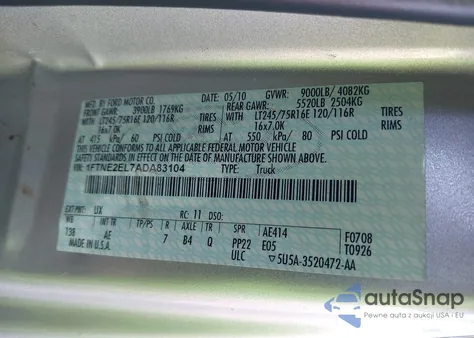 MFD. BY FORD MOTOR CO.
05/10 GVWR: 9000LB/ 4082KG
FRONT GAWR: 3900LB 1769KG
REAR GAWR: 5520LB 2504KG
WITH LT245/75R16E 120/116R TIRES
WITH LT245/75R16E 120/116R TIRES
16x7.0K RIMS
16x7.0K RIMS
AT 415 kPa/ 60 PSI COLD
AT 550 kPa/ 80 PSI COLD
THIS VEHICLE CONFORMS TO ALL APPLICABLE FEDERAL MOTOR VEHICLE
SAFETY STANDARDS IN EFFECT ON THE DATE OF MANUFACTURE SHOWN ABOVE.
VIN: 1FTNE2EL7ADA83104
TYPE: Truck
EXT PNT: UX RC: 11 DSO:
WB INT TR TP/PS R AXLE TR SPR AE414 F0708
138 AE 7 B4 Q PP22 E05 T0926
MADE IN U.S.A. ULC 5U5A-3520472-AA
autoSnap
Pewne auta z aukcji USA i EU